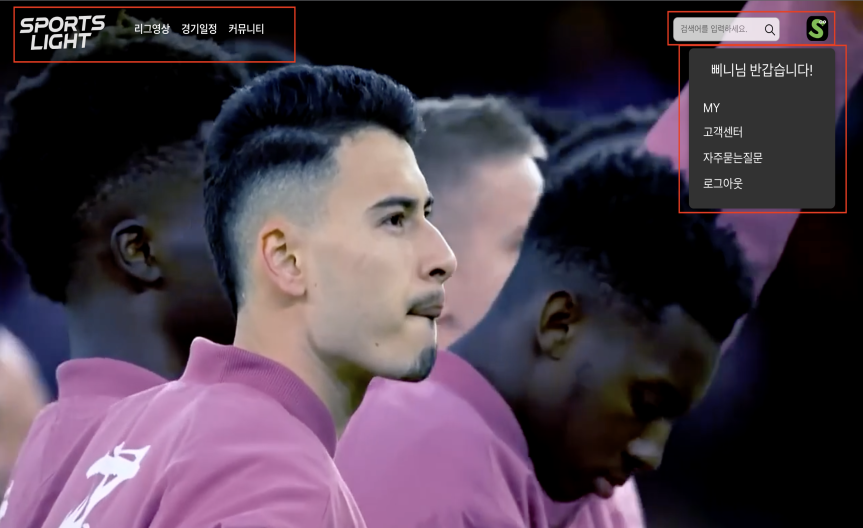 SPORTS
LIGHT
리그영상 경기일정 커뮤니티
검색어를 입력하세요.
삐니님 반갑습니다!
MY
고객센터
자주묻는질문
로그아웃